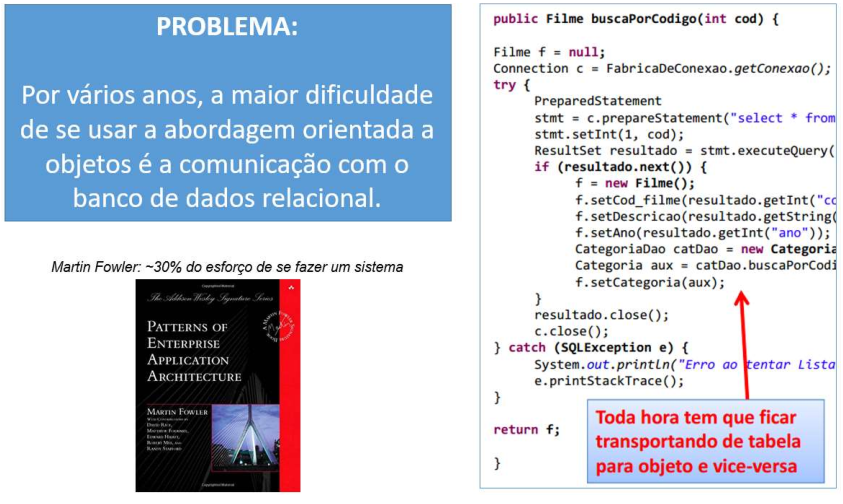 PROBLEMA:
Por vários anos, a maior dificuldade
de se usar a abordagem orientada a
objetos é a comunicação com o
banco de dados relacional.
Martin Fowler: ~30% do esforço de se fazer um sistema
The Addison Wesley Signature Series
PATTERNS OF
ENTERPRISE
APPLICATION
ARCHITECTURE
MARTIN FOWLER
WITH CONTRIBUTIONS BY
DAVID RICE,
MATTHEW FOEMMEL,
EDWARD HIEATT,
ROBERT MEE, AND
RANDY STAFFORD
public Filme buscaPorCodigo(int cod) {
Filme f = null;
Connection c = FabricaDeConexao.getConexao();
try {
PreparedStatement
stmt = c.prepareStatement("select * from
stmt.setInt(1, cod);
ResultSet resultado = stmt.executeQuery(
if (resultado.next()) {
f = new Filme();
f.setCod_filme(resultado.getInt("co
f.setDescricao(resultado.getString(
f.setAno(resultado.getInt("ano"));
CategoriaDao catDao = new Categoria
Categoria aux = catDao.buscaPorCodi
f.setCategoria(aux);
}
resultado.close();
c.close();
} catch (SQLException e) {
System.out.println("Erro ao tentar Lista
e.printStackTrace();
}
return f;
}
Toda hora tem que ficar
transportando de tabela
para objeto e vice-versa